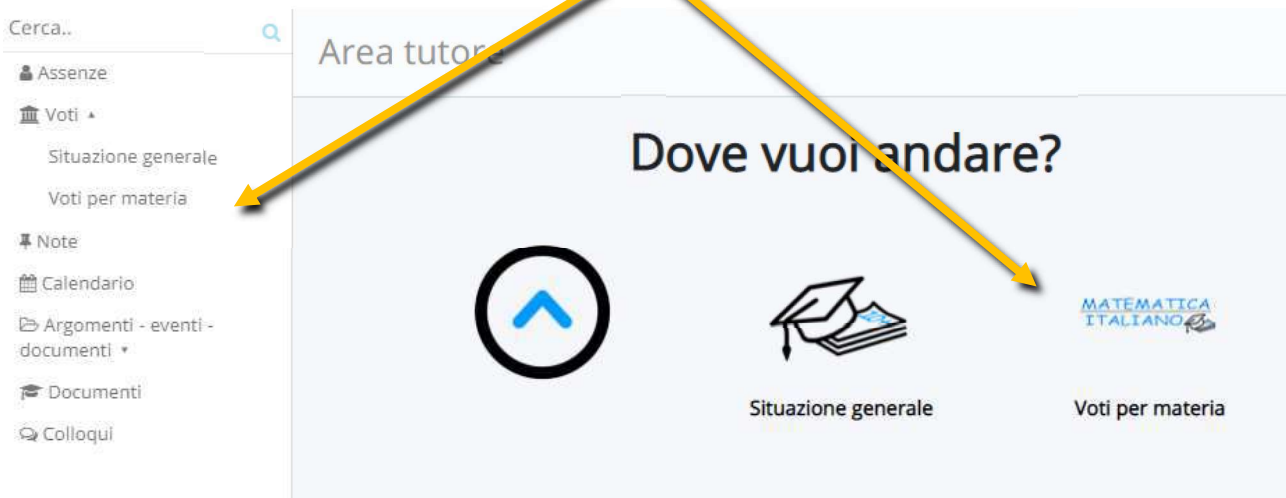 Cerca..
Assenze
Voti
Situazione generale
Voti per materia
Note
Calendario
Argomenti - eventi -
documenti
Documenti
Colloqui
Area tutore
Dove vuoi andare?
MATEMATICA
ITALIANO
Situazione generale
Voti per materia